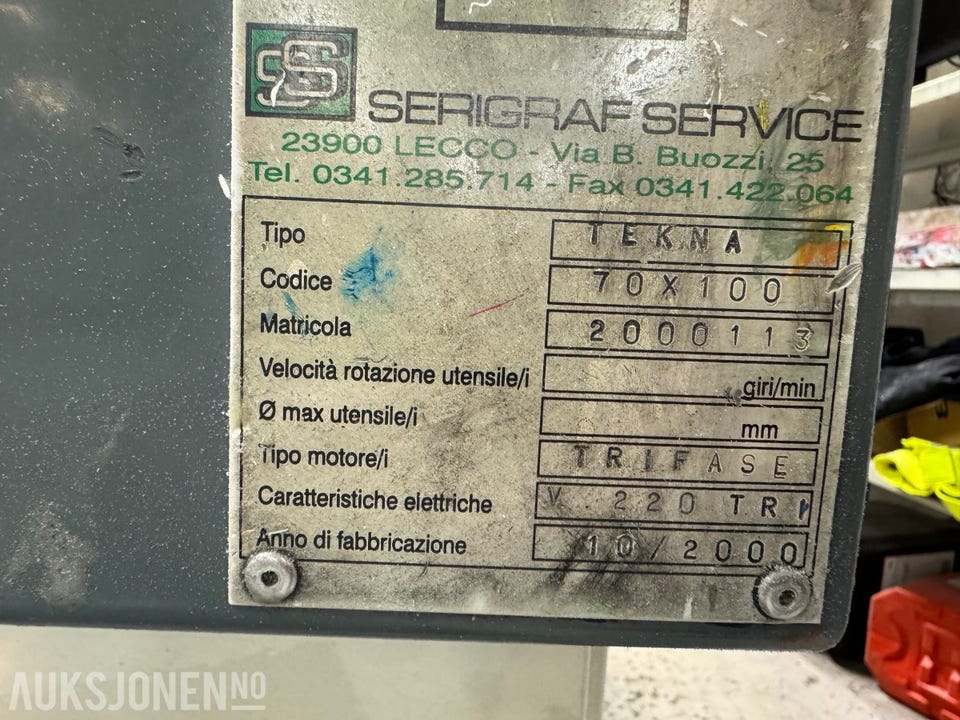 SS
SERIGRAF SERVICE
23900 LECCO - Via B. Buozzi, 25
Tel. 0341.285.714 - Fax 0341.422.064
Tipo TEKNA
Codice 70X100
Matricola 2000113
Velocità rotazione utensile/i giri/min
Ø max utensile/i mm
Tipo motore/i TRIFASE
Caratteristiche elettriche V. 220 TRI
Anno di fabbricazione 10/2000
AUKSJONEN NO